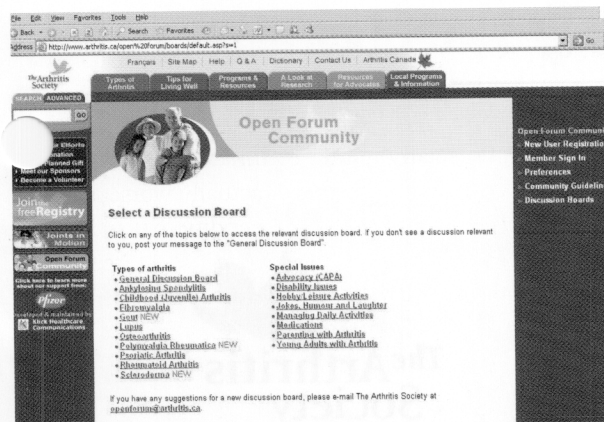 File Edit View Favorites Tools Help
Back Search Favorites
Address http://www.arthritis.ca/open%20forum/boards/default.asp?s=1
Go
Français Site Map Help Q & A Dictionary Contact Us Arthritis Canada
The Arthritis Society
Types of Arthritis
Tips for Living Well
Programs & Resources
A Look at Research
Resources for Advocates
Local Programs & Information
SEARCH ADVANCED
GO
Efforts
Donation
Planned Gift
Meet our Sponsors
Become a Volunteer
Join the
free Registry
Joints in
Motion
Open Forum
Community
Click here to learn more
about our support from:
Pfizer
developed & maintained by
Klick Healthcare
Communications
Open Forum
Community
Select a Discussion Board
Click on any of the topics below to access the relevant discussion board. If you don't see a discussion relevant
to you, post your message to the "General Discussion Board".
Types of arthritis
• General Discussion Board
• Ankylosing Spondylitis
• Childhood (Juvenile) Arthritis
• Fibromyalgia
• Gout NEW
• Lupus
• Osteoarthritis
• Polymyalgia Rheumatica NEW
• Psoriatic Arthritis
• Rheumatoid Arthritis
• Scleroderma NEW
Special Issues
• Advocacy (CAPA)
• Disability Issues
• Hobby/Leisure Activities
• Jokes, Humour and Laughter
• Managing Daily Activities
• Medications
• Parenting with Arthritis
• Young Adults with Arthritis
If you have any suggestions for a new discussion board, please e-mail The Arthritis Society at
openforum@arthritis.ca.
Open Forum Communi
New User Registratio
Member Sign In
Preferences
Community Guidelin
Discussion Boards